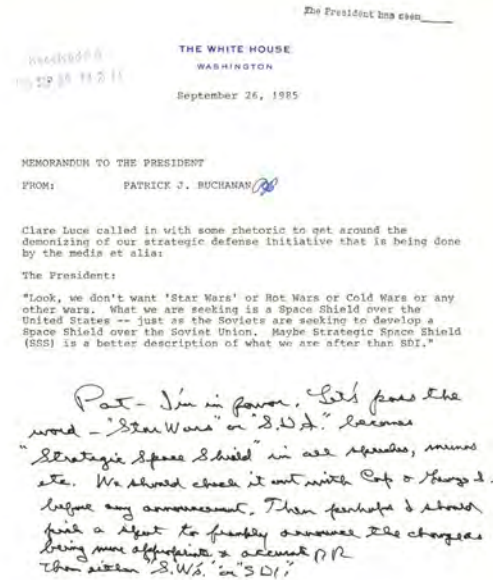 The President has seen____
THE WHITE HOUSE
WASHINGTON
September 26, 1985
MEMORANDUM TO THE PRESIDENT
FROM: PATRICK J. BUCHANAN
Clare Luce called in with some rhetoric to get around the
demonizing of our strategic defense initiative that is being done
by the media et alia:
The President:
"Look, we don't want 'Star Wars' or Hot Wars or Cold Wars or any
other wars. What we are seeking is a Space Shield over the
United States -- just as the Soviets are seeking to develop a
Space Shield over the Soviet Union. Maybe Strategic Space Shield
(SSS) is a better description of what we are after than SDI."
Pat – I'm in favor. Let's pass the
word – "Star Wars" or "S.D.I." becomes
"Strategic Space Shield" in all speeches, memos
etc. We should check it out with Cap & George S.
before any announcement. Then perhaps I should
pick a spot to frankly announce the change as
being more appropriate & accurate RR
than either "S.W's." or "SDI."